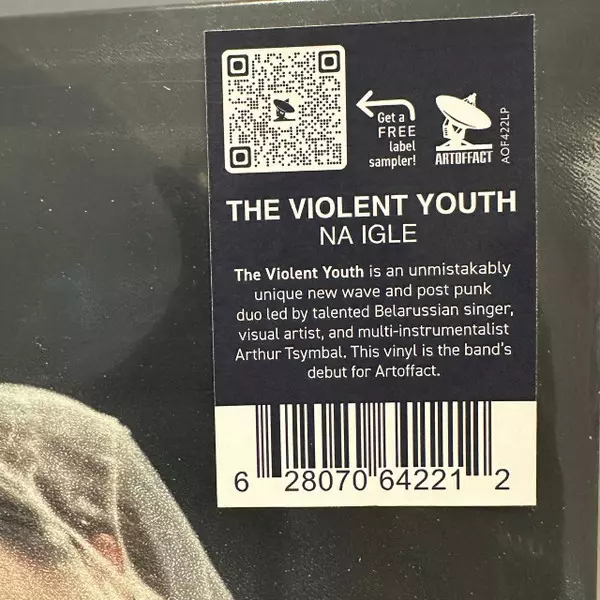 Get a
FREE
label
sampler!
ARTOFFACT
AOF422LP
THE VIOLENT YOUTH
NA IGLE
The Violent Youth is an unmistakably
unique new wave and post punk
duo led by talented Belarussian singer,
visual artist, and multi-instrumentalist
Arthur Tsymbal. This vinyl is the band's
debut for Artoffact.
6 28070 64221 2